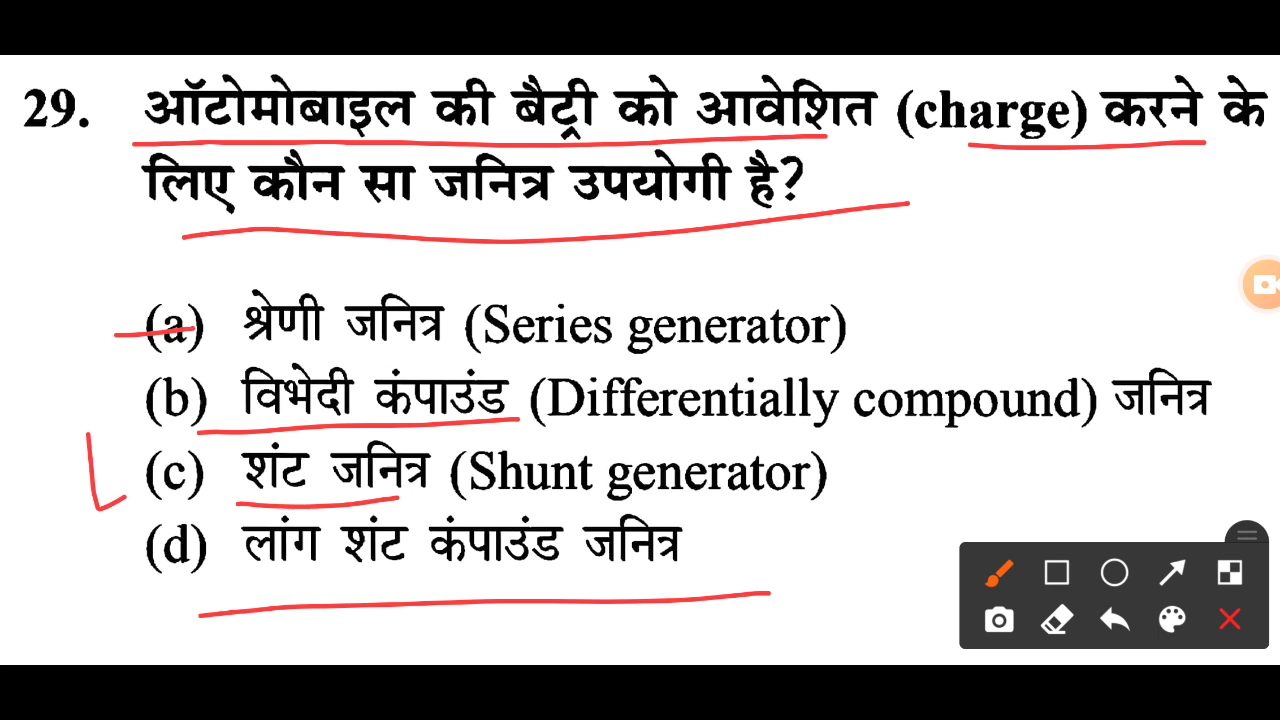 29. ऑटोमोबाइल की बैट्री को आवेशित (charge) करने के
लिए कौन सा जनित्र उपयोगी है?
(a) श्रेणी जनित्र (Series generator)
(b) विभेदी कंपाउंड (Differentially compound) जनित्र
(c) शंट जनित्र (Shunt generator)
(d) लांग शंट कंपाउंड जनित्र